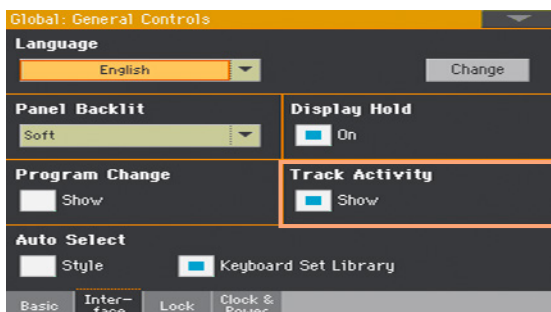 Global: General Controls
Language
English
Change
Panel Backlit
Display Hold
Soft
On
Program Change
Track Activity
Show
Show
Auto Select
Style
Keyboard Set Library
Basic
Inter-
face
Lock
Clock &
Power